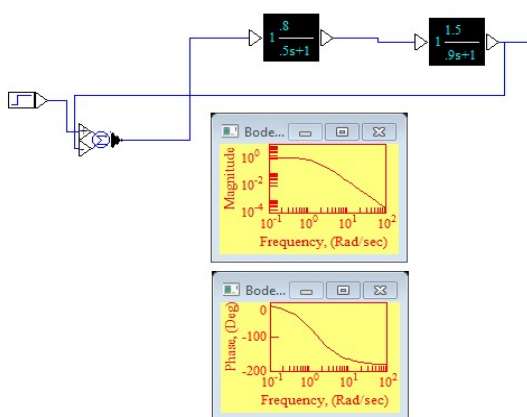 .8
1
.5s+1
1.5
1
.9s+1
+
Σ
-
Bode...
Magnitude
10^0
10^-2
10^-4
10^-1 10^0 10^1 10^2
Frequency, (Rad/sec)
Bode...
Phase, (Deg)
0
-100
-200
10^-1 10^0 10^1 10^2
Frequency, (Rad/sec)